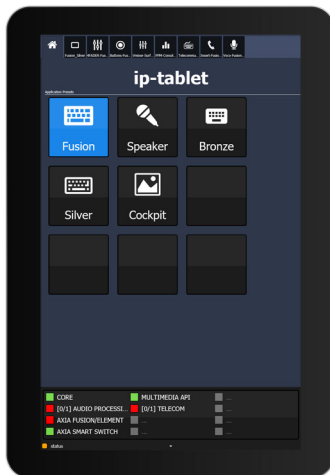 Fusion_Silver
ip-tablet
Application Presets
Fusion Speaker Bronze
Silver Cockpit
CORE MULTIMEDIA API ...
[0/1] AUDIO PROCESSI... [0/1] TELECOM ...
AXIA FUSION/ELEMENT ... ...
AXIA SMART SWITCH ... ...
status